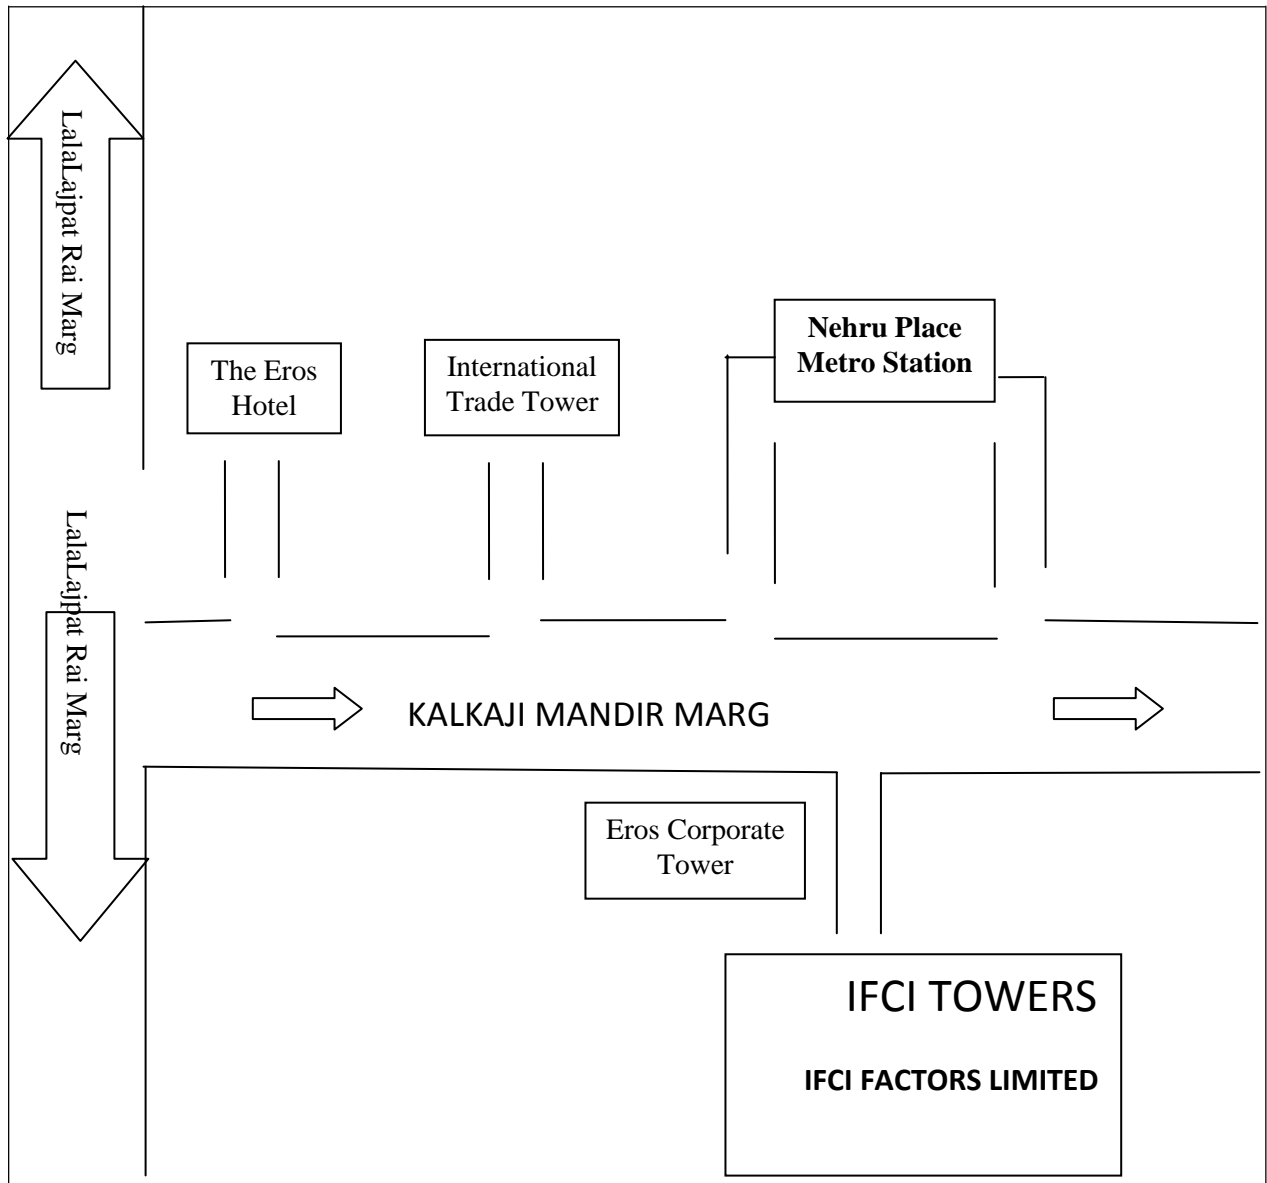 LalaLajpat Rai Marg
The Eros
Hotel
International
Trade Tower
Nehru Place
Metro Station
LalaLajpat Rai Marg
KALKAJI MANDIR MARG
Eros Corporate
Tower
IFCI TOWERS
IFCI FACTORS LIMITED